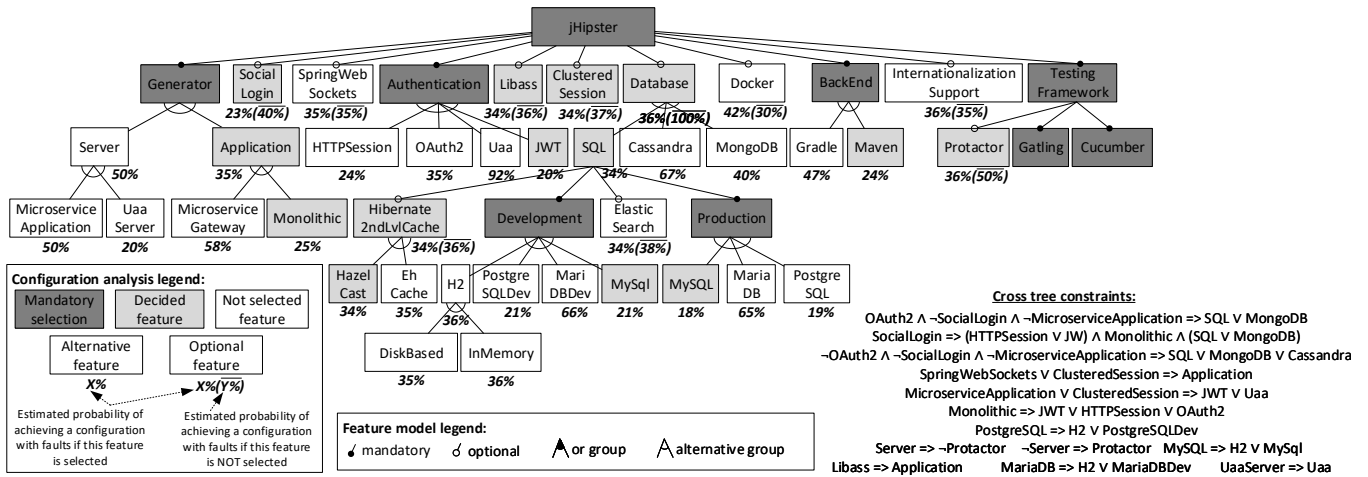 jHipster
Generator
Social
Login
SpringWeb
Sockets
Authentication
Libass
Clustered
Session
Database
Docker
BackEnd
Internationalization
Support
Testing
Framework
23%(40%)
35%(35%)
34%(36%)
34%(37%)
36%(100%)
42%(30%)
36%(35%)
Server
Application
HTTPSession
OAuth2
Uaa
JWT
SQL
Cassandra
MongoDB
Gradle
Maven
Protactor
Gatling
Cucumber
50%
35%
24%
35%
92%
20%
34%
67%
40%
47%
24%
36%(50%)
Microservice
Application
Uaa
Server
Microservice
Gateway
Monolithic
Hibernate
2ndLvlCache
Development
Elastic
Search
Production
50%
20%
58%
25%
34%(36%)
34%(38%)
Hazel
Cast
Eh
Cache
H2
Postgre
SQLDev
Mari
DBDev
MySql
MySQL
Maria
DB
Postgre
SQL
34%
35%
36%
21%
66%
21%
18%
65%
19%
DiskBased
InMemory
35%
36%
Configuration analysis legend:
Mandatory
selection
Decided
feature
Not selected
feature
Alternative
feature
Optional
feature
X%
X%(Y%)
Estimated probability of
achieving a configuration
with faults if this feature
is selected
Estimated probability of
achieving a configuration
with faults if this feature
is NOT selected
Feature model legend:
mandatory
optional
or group
alternative group
Cross tree constraints:
OAuth2 ∧ ¬SocialLogin ∧ ¬MicroserviceApplication => SQL ∨ MongoDB
SocialLogin => (HTTPSession ∨ JW) ∧ Monolithic ∧ (SQL ∨ MongoDB)
¬OAuth2 ∧ ¬SocialLogin ∧ ¬MicroserviceApplication => SQL ∨ MongoDB ∨ Cassandra
SpringWebSockets ∨ ClusteredSession => Application
MicroserviceApplication ∨ ClusteredSession => JWT ∨ Uaa
Monolithic => JWT ∨ HTTPSession ∨ OAuth2
PostgreSQL => H2 ∨ PostgreSQLDev
Server => ¬Protactor ¬Server => Protactor MySQL => H2 ∨ MySql
Libass => Application MariaDB => H2 ∨ MariaDBDev UaaServer => Uaa